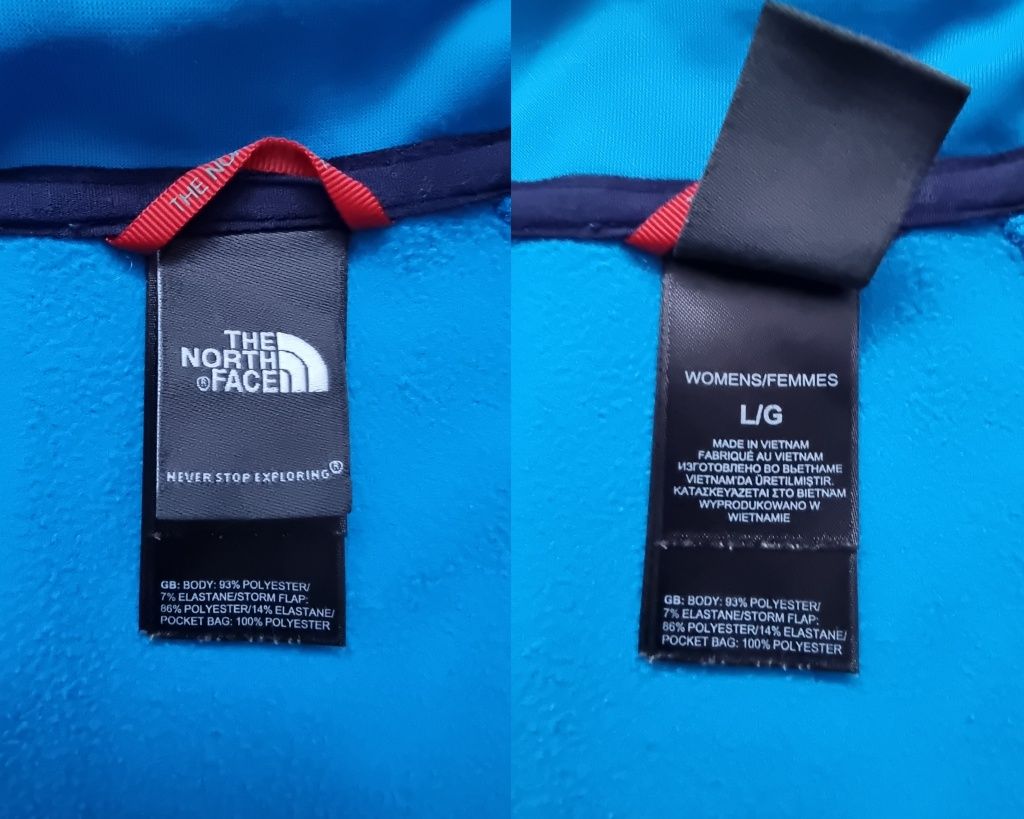 THE NO
THE
NORTH
®FACE
NEVER STOP EXPLORING®
GB: BODY: 93% POLYESTER/
7% ELASTANE/STORM FLAP:
86% POLYESTER/14% ELASTANE/
POCKET BAG: 100% POLYESTER
WOMENS/FEMMES
L/G
MADE IN VIETNAM
FABRIQUÉ AU VIETNAM
ИЗГОТОВЛЕНО ВО ВЬЕТНАМЕ
VIETNAM'DA ÜRETILMIŞTIR.
ΚΑΤΑΣΚΕΥΑΖΕΤΑΙ ΣΤΟ ΒΙΕΤΝΑΜ
WYPRODUKOWANO W
WIETNAMIE
GB: BODY: 93% POLYESTER/
7% ELASTANE/STORM FLAP:
86% POLYESTER/14% ELASTANE/
POCKET BAG: 100% POLYESTER